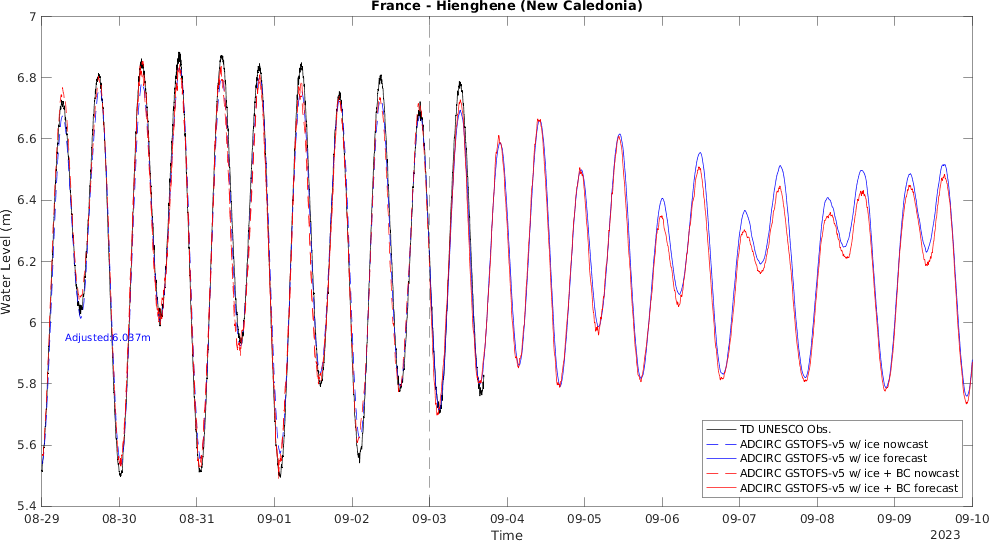 France - Hienghene (New Caledonia)
Water Level (m)
7
6.8
6.6
6.4
6.2
6
5.8
5.6
5.4
Adjusted:6.037m
TD UNESCO Obs.
ADCIRC GSTOFS-v5 w/ ice nowcast
ADCIRC GSTOFS-v5 w/ ice forecast
ADCIRC GSTOFS-v5 w/ ice + BC nowcast
ADCIRC GSTOFS-v5 w/ ice + BC forecast
08-29 08-30 08-31 09-01 09-02 09-03 09-04 09-05 09-06 09-07 09-08 09-09 09-10
Time
2023